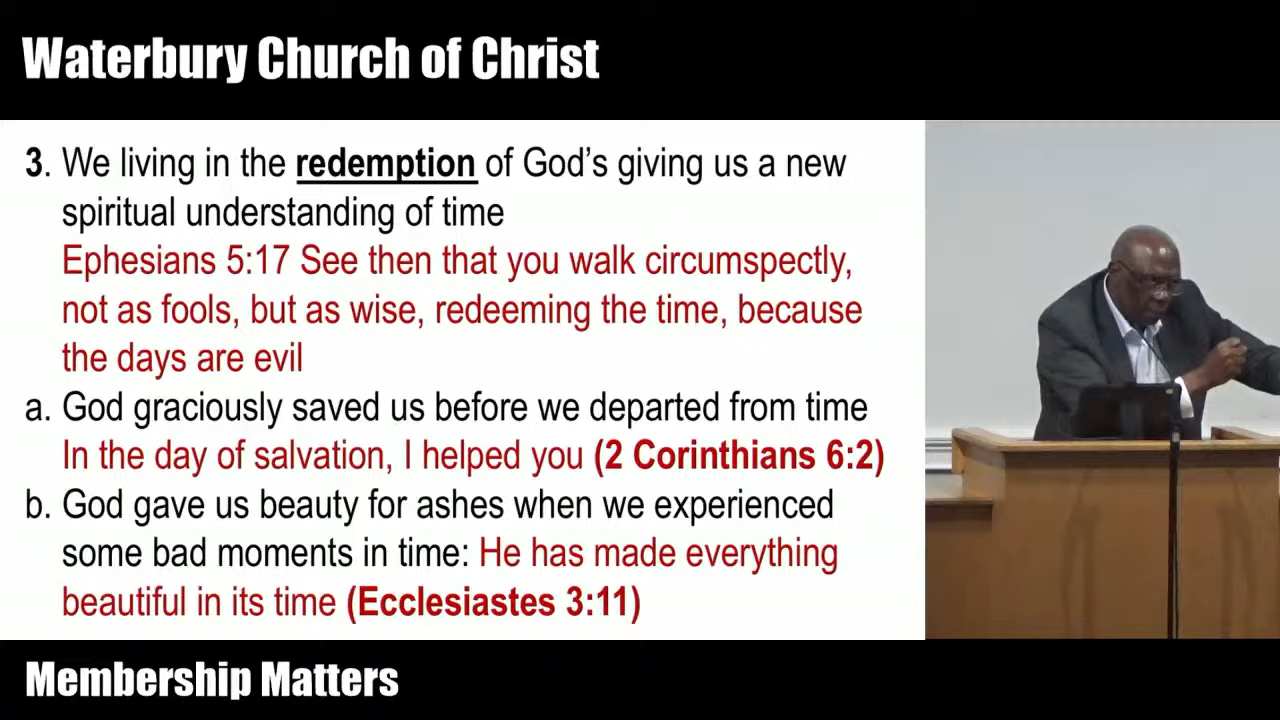 Waterbury Church of Christ
3. We living in the redemption of God’s giving us a new
spiritual understanding of time
Ephesians 5:17 See then that you walk circumspectly,
not as fools, but as wise, redeeming the time, because
the days are evil
a. God graciously saved us before we departed from time
In the day of salvation, I helped you (2 Corinthians 6:2)
b. God gave us beauty for ashes when we experienced
some bad moments in time: He has made everything
beautiful in its time (Ecclesiastes 3:11)
Membership Matters